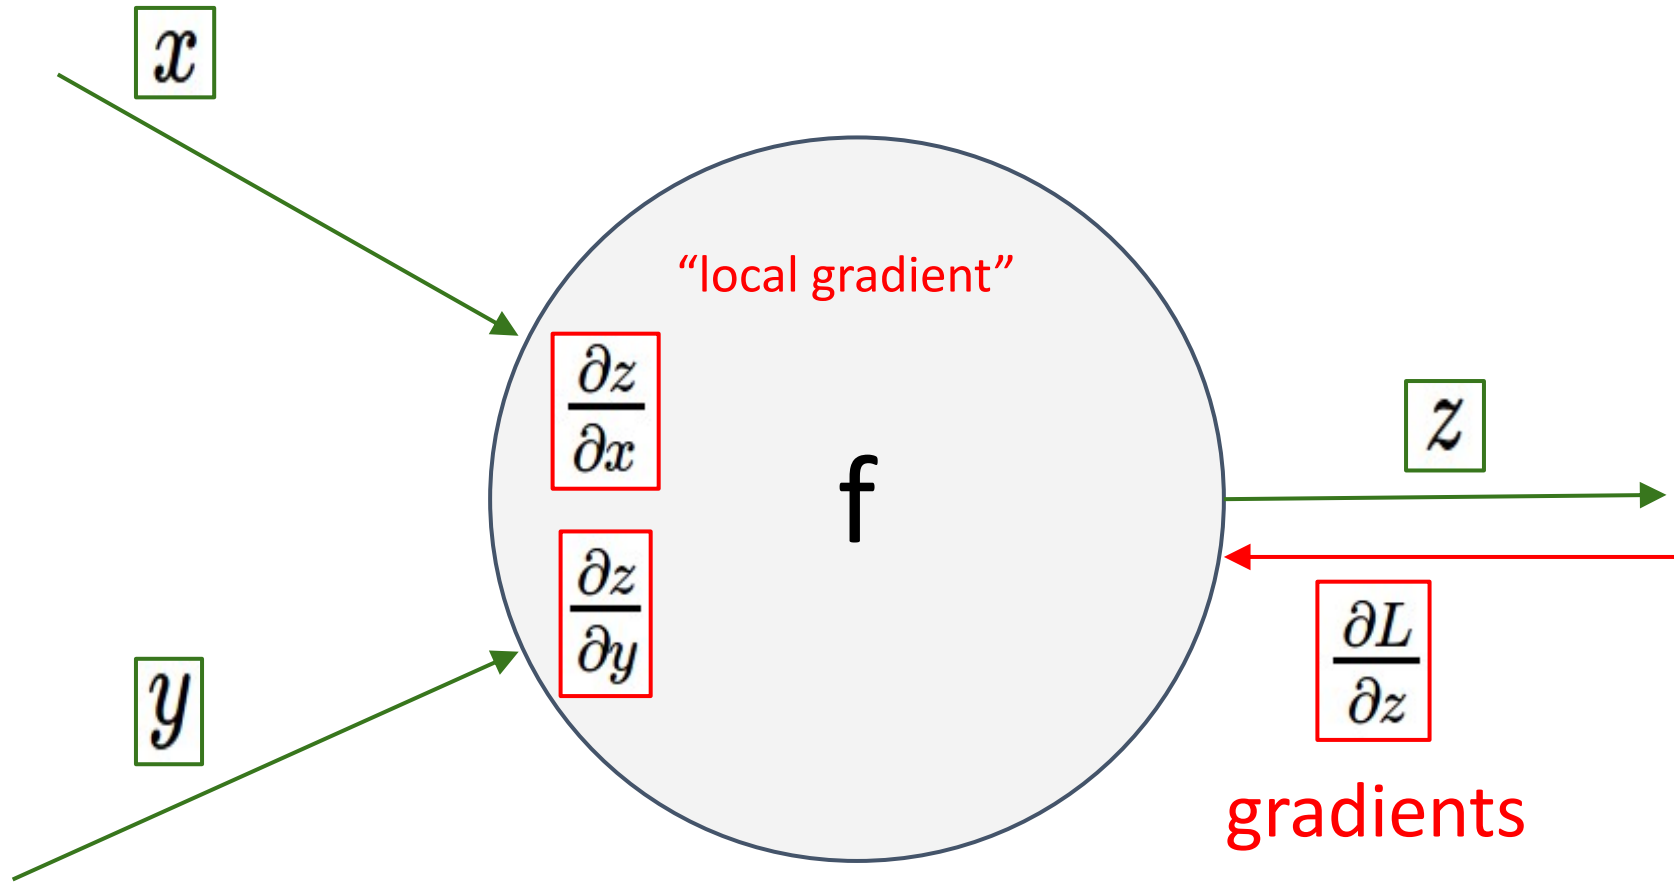 x
“local gradient”
∂z
∂x
z
f
∂z
∂y
∂L
∂z
y
gradients